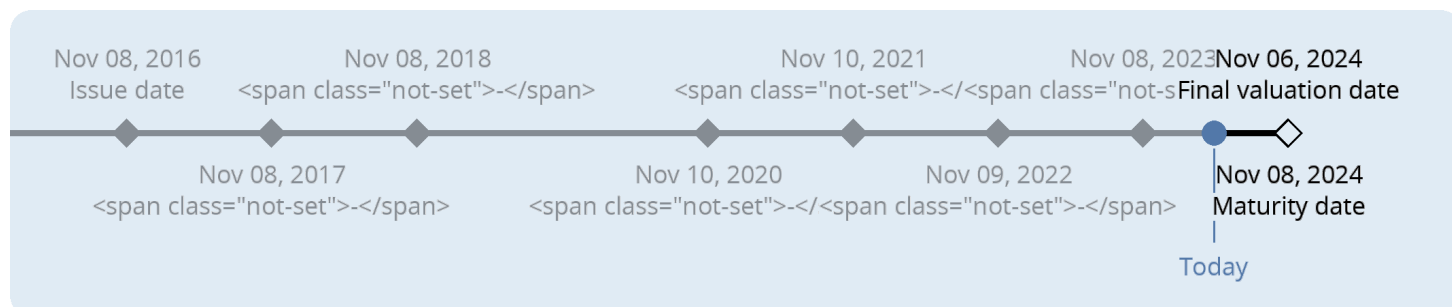 Nov 08, 2016
Issue date
Nov 08, 2018
<span class="not-set">-</span>
Nov 10, 2021
<span class="not-set">-</
Nov 08, 2023
<span class="not-s
Nov 06, 2024
Final valuation date
Nov 08, 2017
<span class="not-set">-</span>
Nov 10, 2020
<span class="not-set">-</
Nov 09, 2022
<span class="not-set">-</span>
Nov 08, 2024
Maturity date
Today